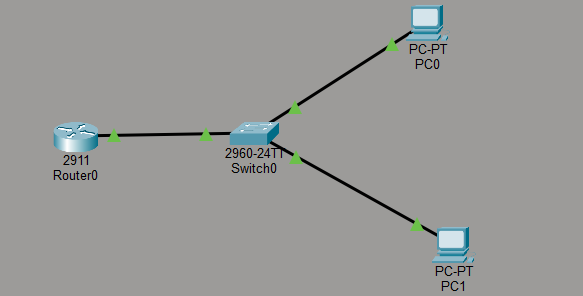 PC-PT
PC0
2911
Router0
2960-24TT
Switch0
PC-PT
PC1